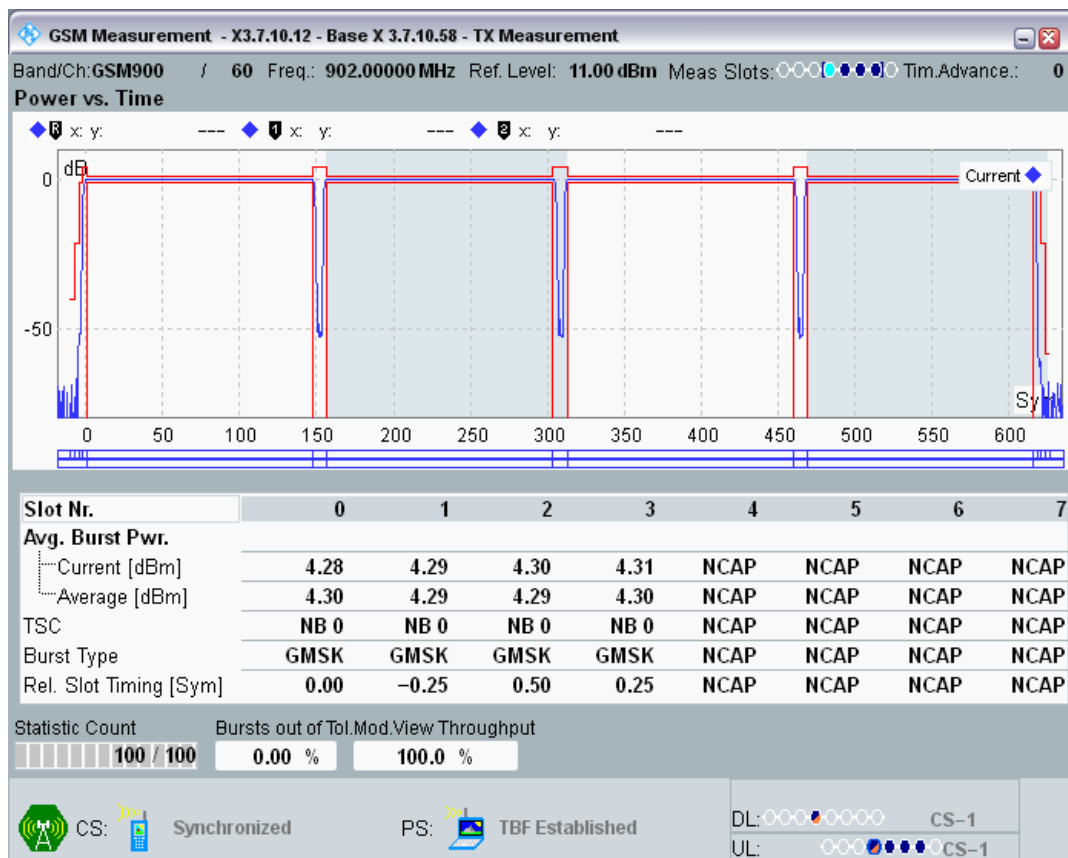 GSM Measurement - X3.7.10.12 - Base X 3.7.10.58 - TX Measurement
Band/Ch:GSM900 / 60 Freq.: 902.00000 MHz Ref. Level: 11.00 dBm Meas Slots: Tim.Advance.: 0
Power vs. Time
R x: y: --- 1 x: y: --- 2 x: y: ---
dB
Current
0
-50
Sy
0 50 100 150 200 250 300 350 400 450 500 550 600
Slot Nr. 0 1 2 3 4 5 6 7
Avg. Burst Pwr.
Current [dBm] 4.28 4.29 4.30 4.31 NCAP NCAP NCAP NCAP
Average [dBm] 4.30 4.29 4.29 4.30 NCAP NCAP NCAP NCAP
TSC NB 0 NB 0 NB 0 NB 0 NCAP NCAP NCAP NCAP
Burst Type GMSK GMSK GMSK GMSK NCAP NCAP NCAP NCAP
Rel. Slot Timing [Sym] 0.00 −0.25 0.50 0.25 NCAP NCAP NCAP NCAP
Statistic Count Bursts out of Tol.Mod.View Throughput
100 / 100 0.00 % 100.0 %
CS: Synchronized PS: TBF Established
DL: CS−1
UL: CS−1